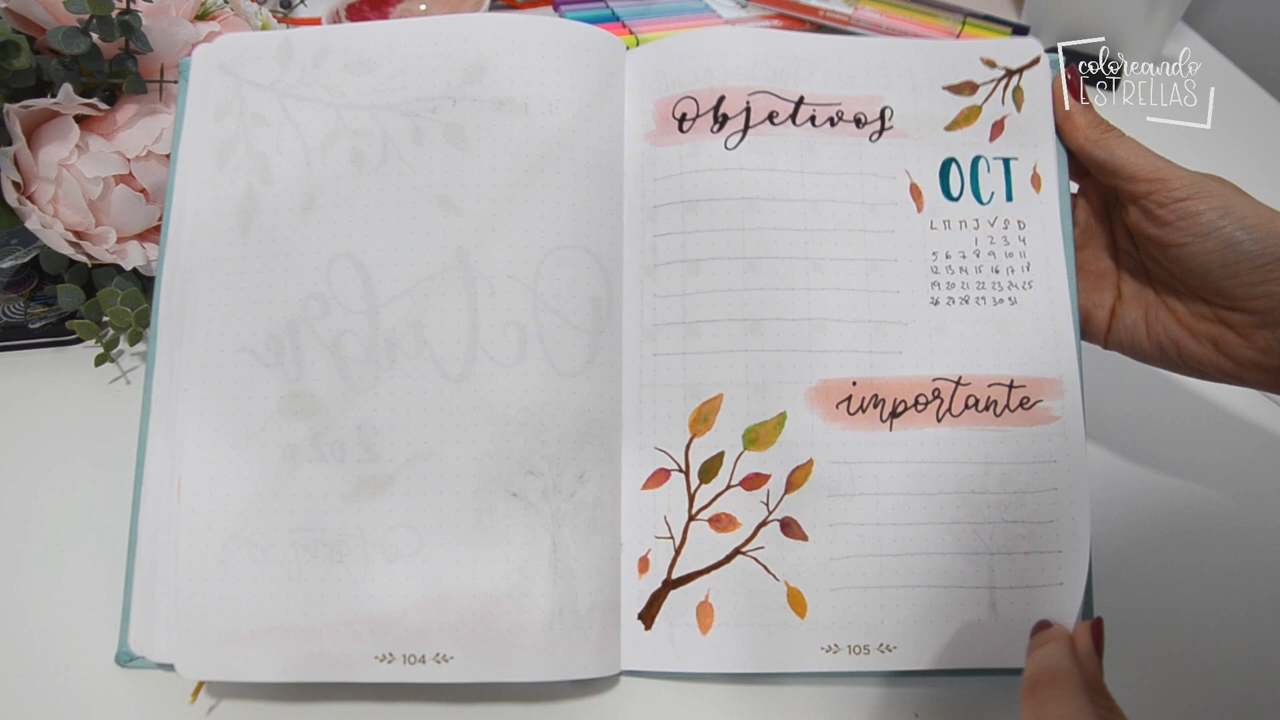 Octubre
2020
104
Objetivos
OCT
L M M J V S D
1 2 3 4
5 6 7 8 9 10 11
12 13 14 15 16 17 18
19 20 21 22 23 24 25
26 27 28 29 30 31
importante
105
coloreando
ESTRELLAS